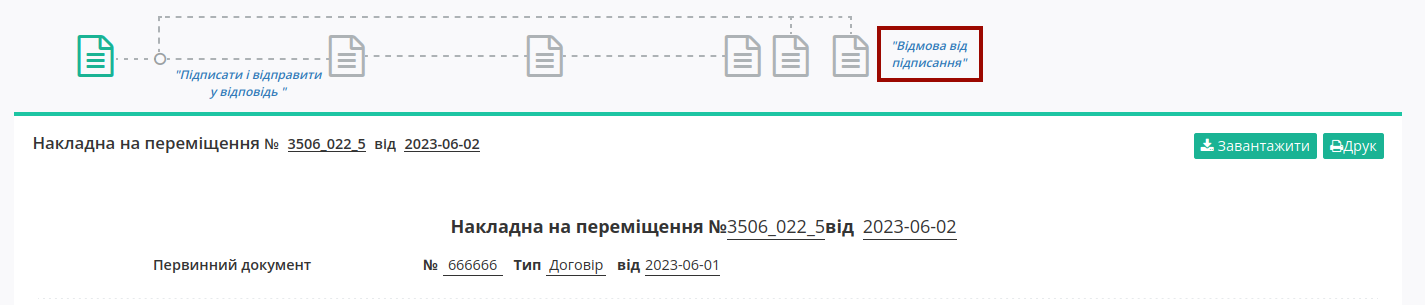 "Відмова від
підписання"
"Підписати і відправити
у відповідь "
Накладна на переміщення № 3506_022_5 від 2023-06-02
Завантажити Друк
Накладна на переміщення №3506_022_5від 2023-06-02
Первинний документ № 666666 Тип Договір від 2023-06-01